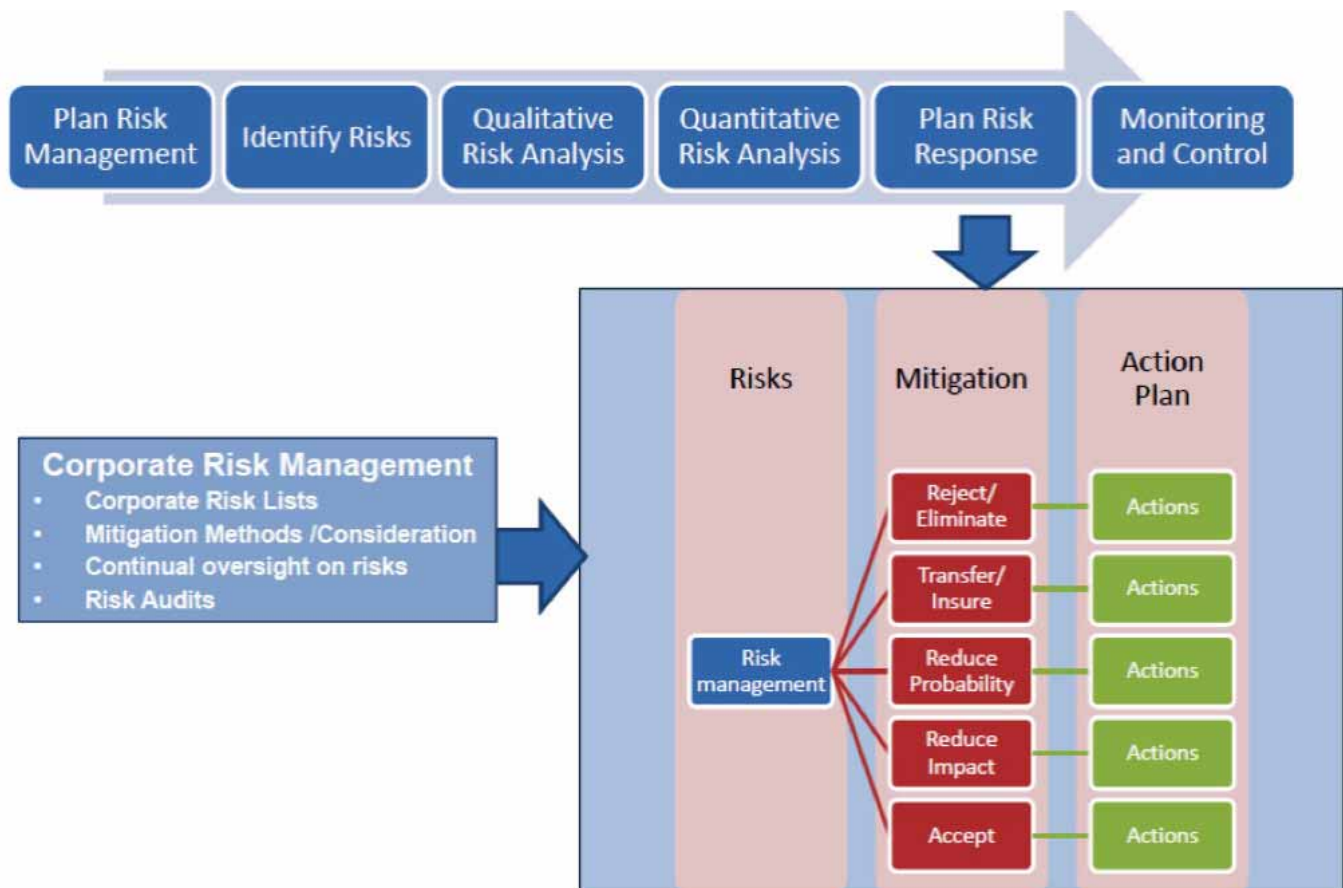 Plan Risk
Management
Identify Risks
Qualitative
Risk Analysis
Quantitative
Risk Analysis
Plan Risk
Response
Monitoring
and Control
Risks
Mitigation
Action
Plan
Corporate Risk Management
• Corporate Risk Lists
• Mitigation Methods /Consideration
• Continual oversight on risks
• Risk Audits
Risk
management
Reject/
Eliminate
Actions
Transfer/
Insure
Actions
Reduce
Probability
Actions
Reduce
Impact
Actions
Accept
Actions